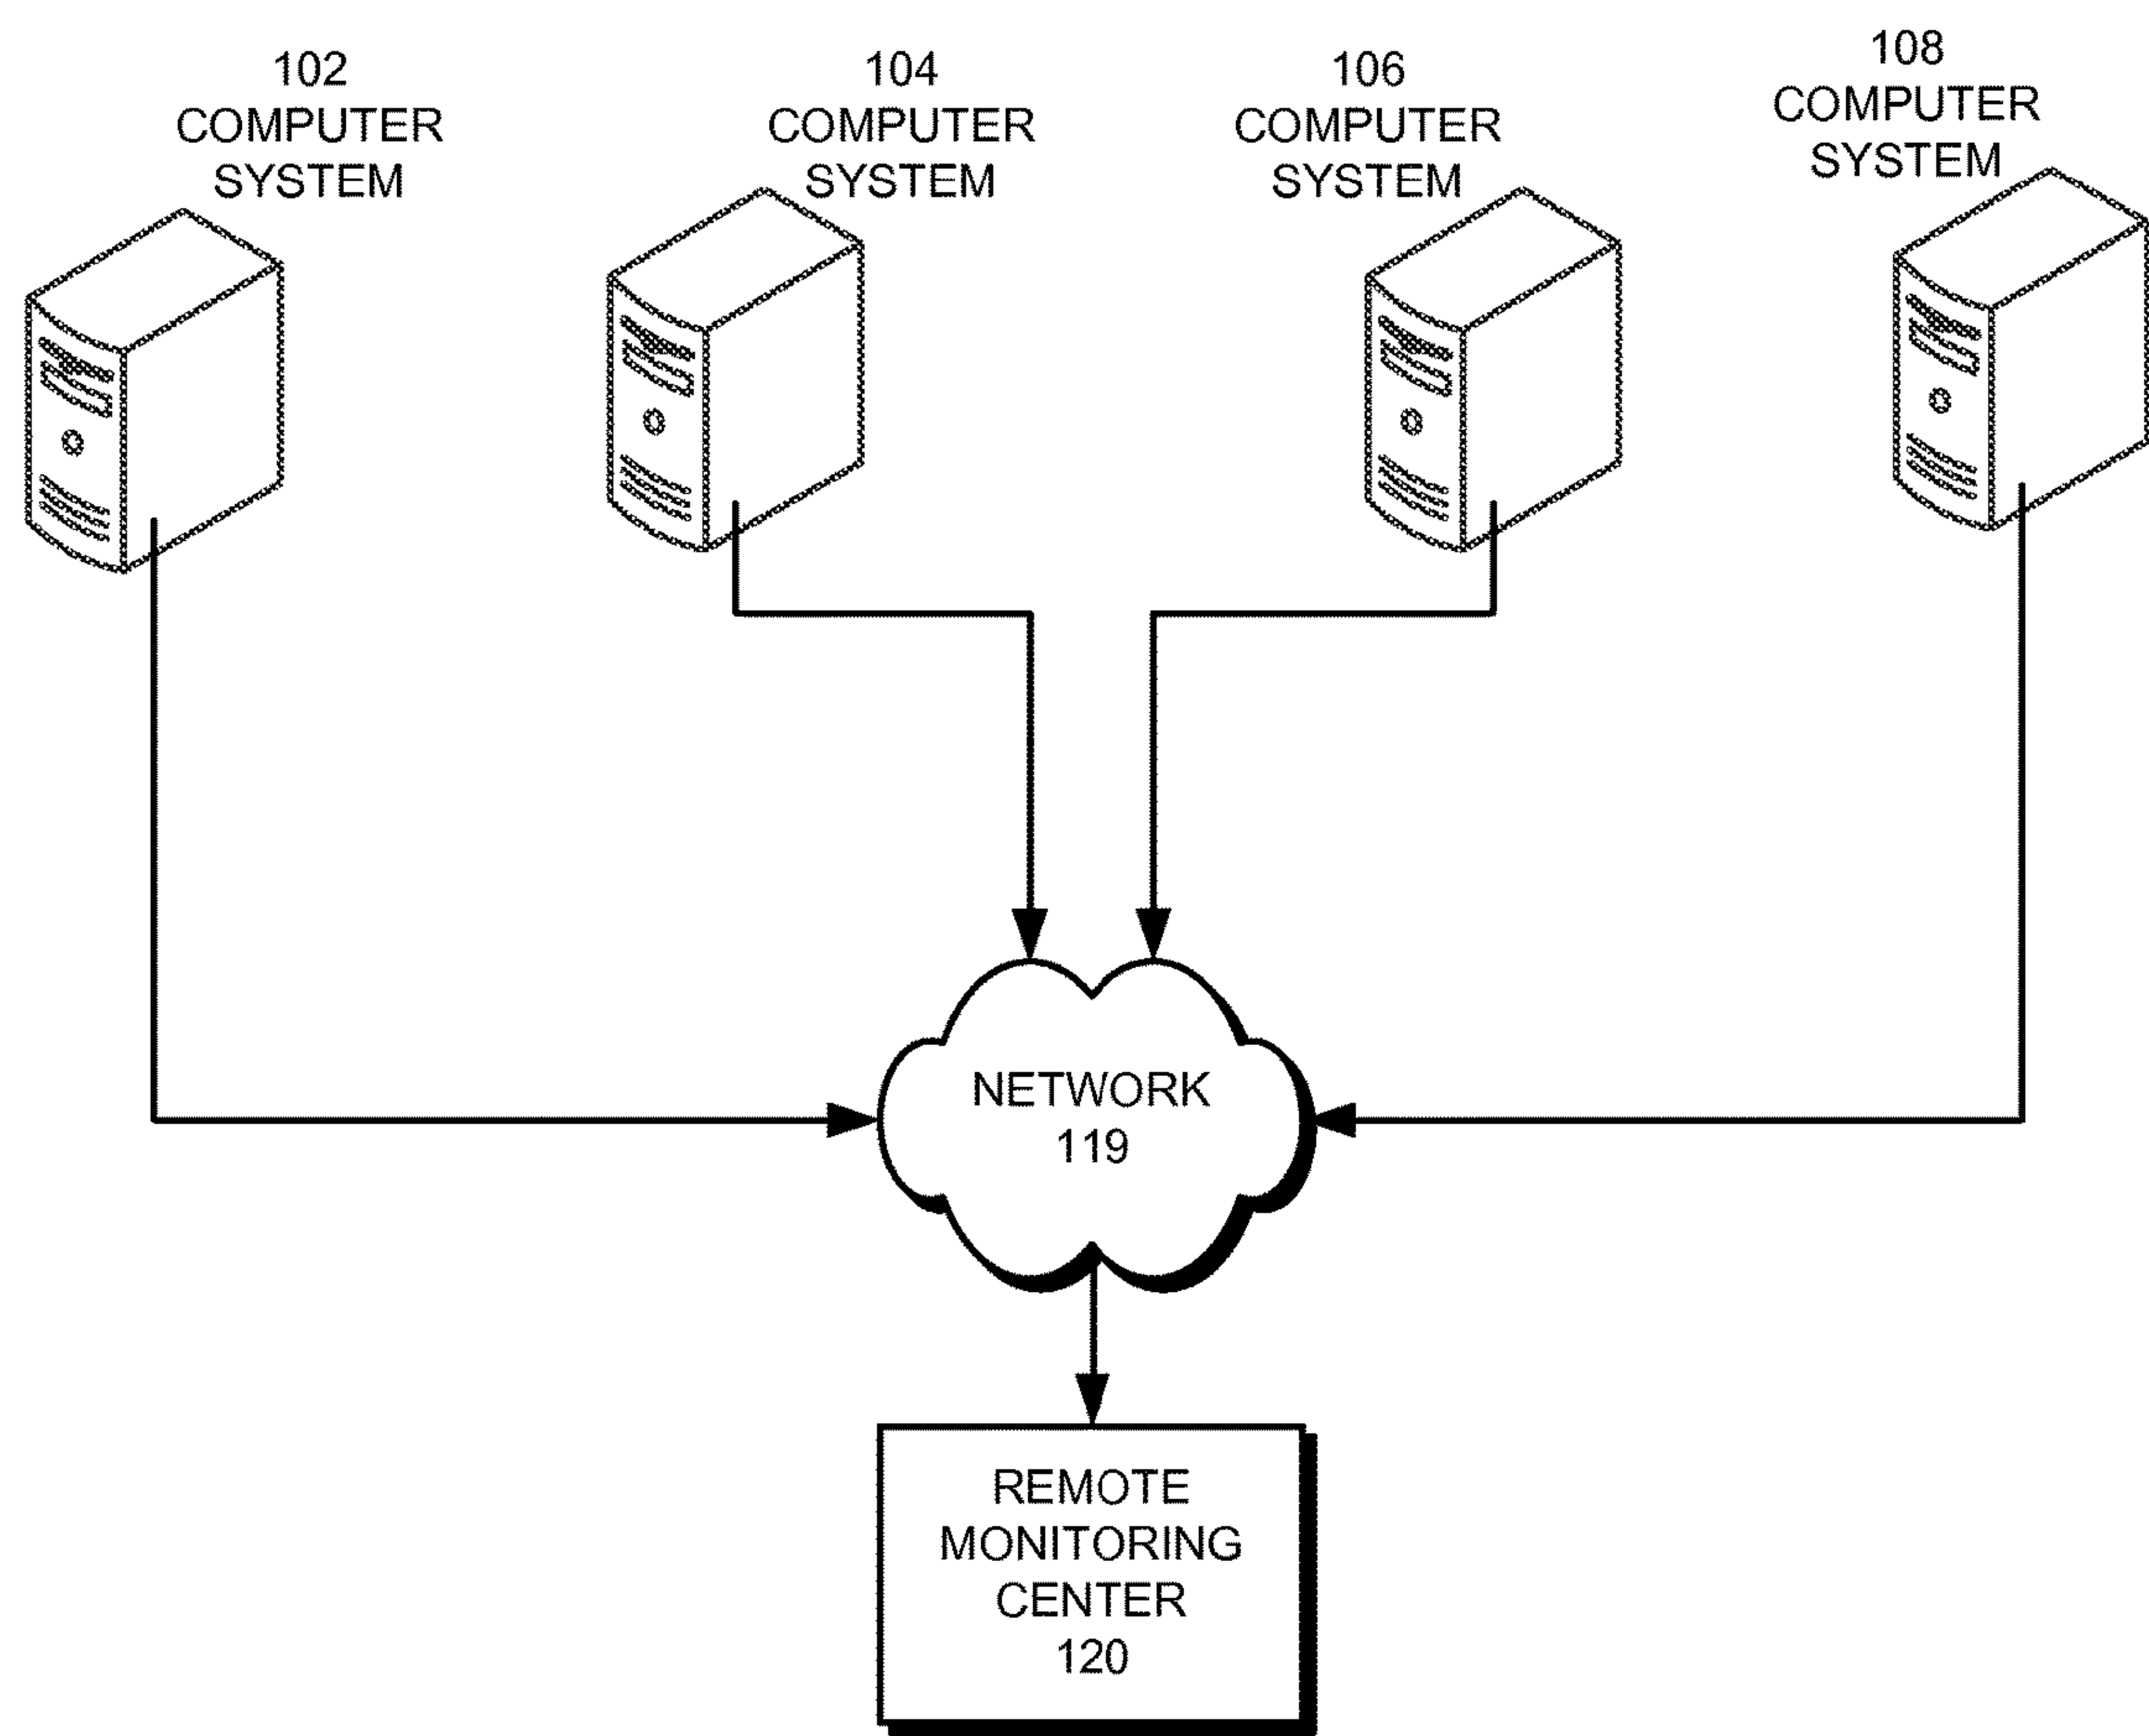 102
COMPUTER
SYSTEM
104
COMPUTER
SYSTEM
106
COMPUTER
SYSTEM
108
COMPUTER
SYSTEM
NETWORK
119
REMOTE
MONITORING
CENTER
120